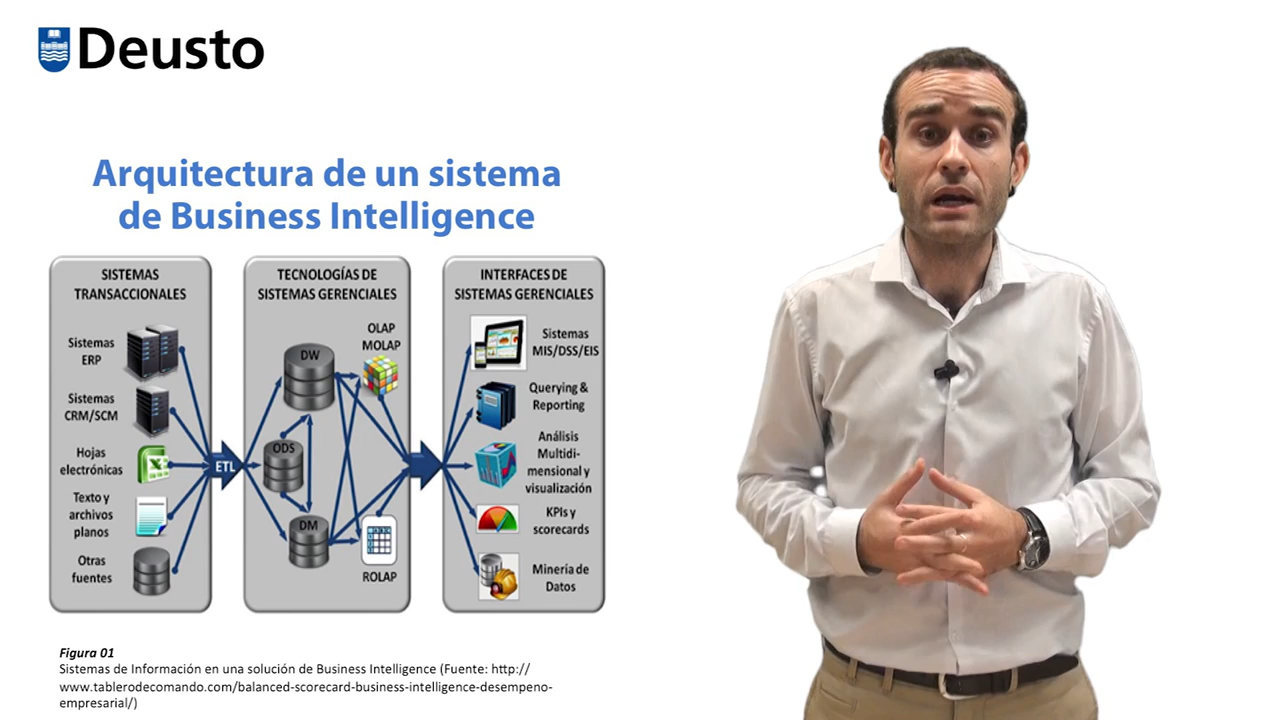 Deusto
Arquitectura de un sistema
de Business Intelligence
SISTEMAS
TRANSACCIONALES
Sistemas
ERP
Sistemas
CRM/SCM
Hojas
electrónicas
Texto y
archivos
planos
Otras
fuentes
ETL
TECNOLOGÍAS DE
SISTEMAS GERENCIALES
DW
OLAP
MOLAP
ODS
DM
ROLAP
INTERFACES DE
SISTEMAS GERENCIALES
Sistemas
MIS/DSS/EIS
Querying &
Reporting
Análisis
Multidi-
mensional y
visualización
KPIs y
scorecards
Minería de
Datos
Figura 01
Sistemas de Información en una solución de Business Intelligence (Fuente: http://
www.tablerodecomando.com/balanced-scorecard-business-intelligence-desempeno-
empresarial/)